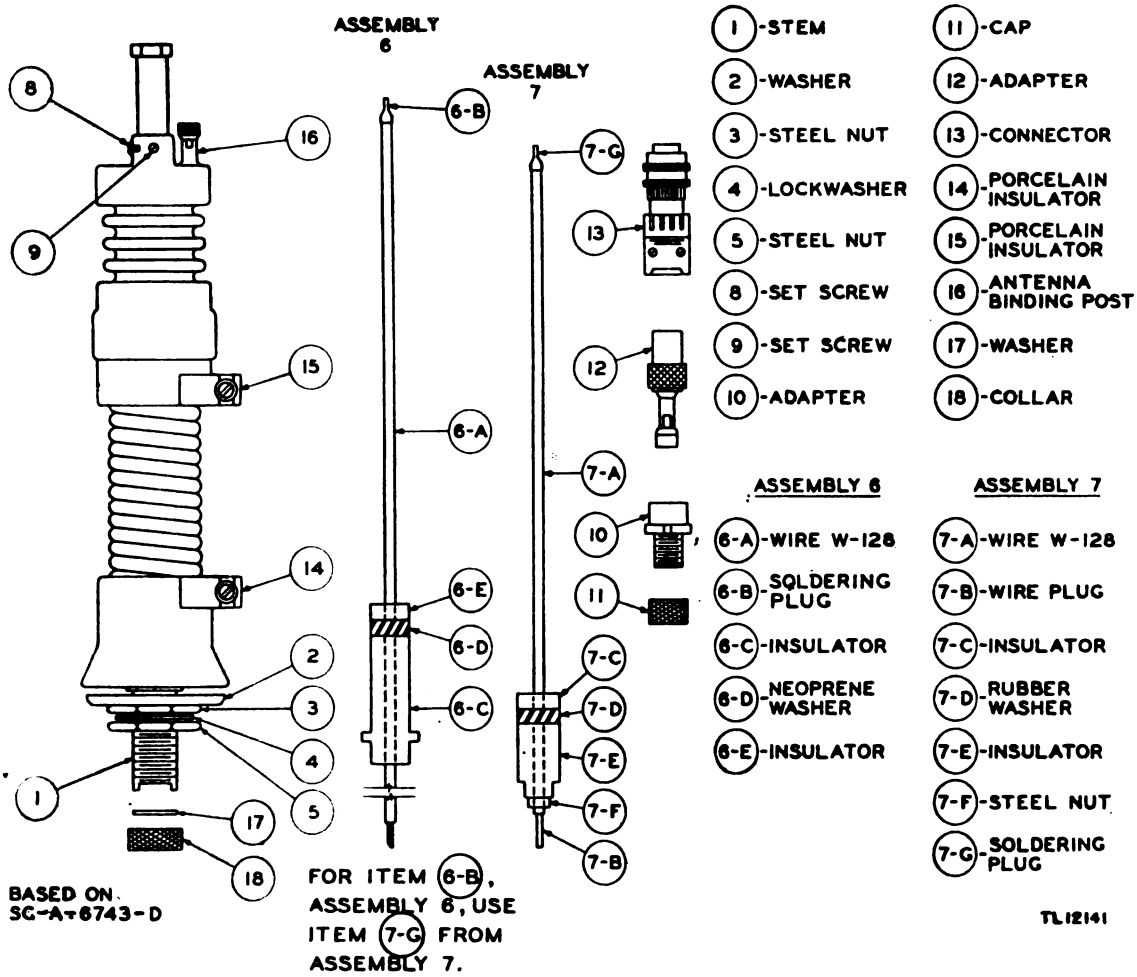 ASSEMBLY
6
ASSEMBLY
7
8
9
16
15
14
2
3
4
5
1
17
18
6-B
6-A
6-E
6-D
6-C
7-G
7-A
7-C
7-D
7-E
7-F
7-B
13
12
10
11
1 -STEM
2 -WASHER
3 -STEEL NUT
4 -LOCKWASHER
5 -STEEL NUT
8 -SET SCREW
9 -SET SCREW
10 -ADAPTER
11 -CAP
12 -ADAPTER
13 -CONNECTOR
14 -PORCELAIN
INSULATOR
15 -PORCELAIN
INSULATOR
16 -ANTENNA
BINDING POST
17 -WASHER
18 -COLLAR
ASSEMBLY 6
6-A -WIRE W-128
6-B -SOLDERING
PLUG
6-C -INSULATOR
6-D -NEOPRENE
WASHER
6-E -INSULATOR
ASSEMBLY 7
7-A -WIRE W-128
7-B -WIRE PLUG
7-C -INSULATOR
7-D -RUBBER
WASHER
7-E -INSULATOR
7-F -STEEL NUT
7-G -SOLDERING
PLUG
BASED ON
SC-A-6743-D
FOR ITEM 6-B,
ASSEMBLY 6, USE
ITEM 7-G FROM
ASSEMBLY 7.
TL12141